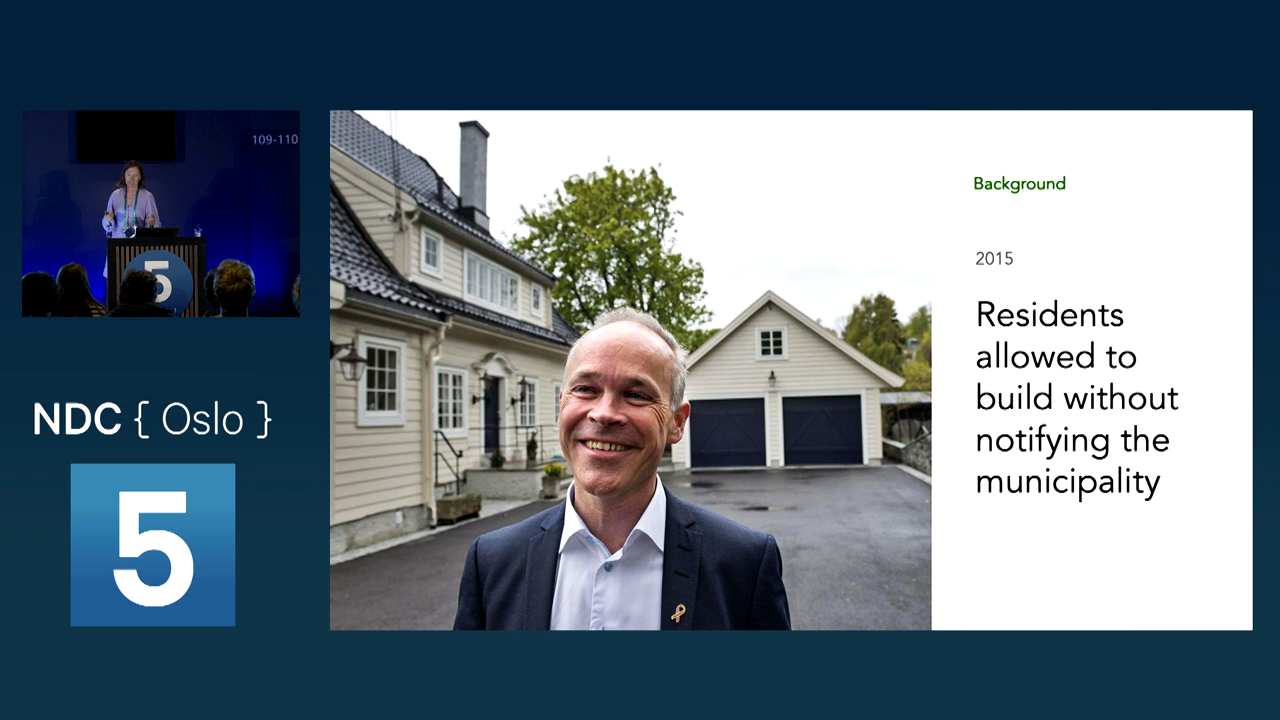 109-110
5
NDC { Oslo }
5
Background
2015
Residents
allowed to
build without
notifying the
municipality